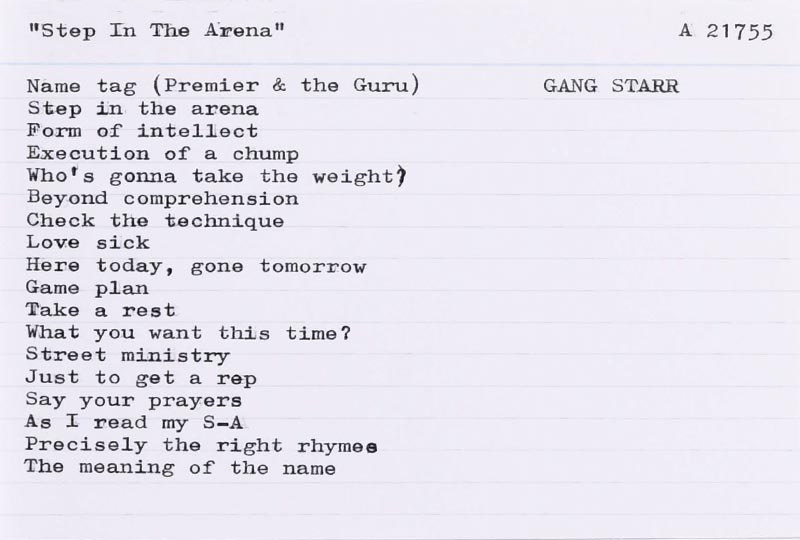 "Step In The Arena" A 21755
Name tag (Premier & the Guru) GANG STARR
Step in the arena
Form of intellect
Execution of a chump
Who's gonna take the weight?
Beyond comprehension
Check the technique
Love sick
Here today, gone tomorrow
Game plan
Take a rest
What you want this time?
Street ministry
Just to get a rep
Say your prayers
As I read my S-A
Precisely the right rhymes
The meaning of the name